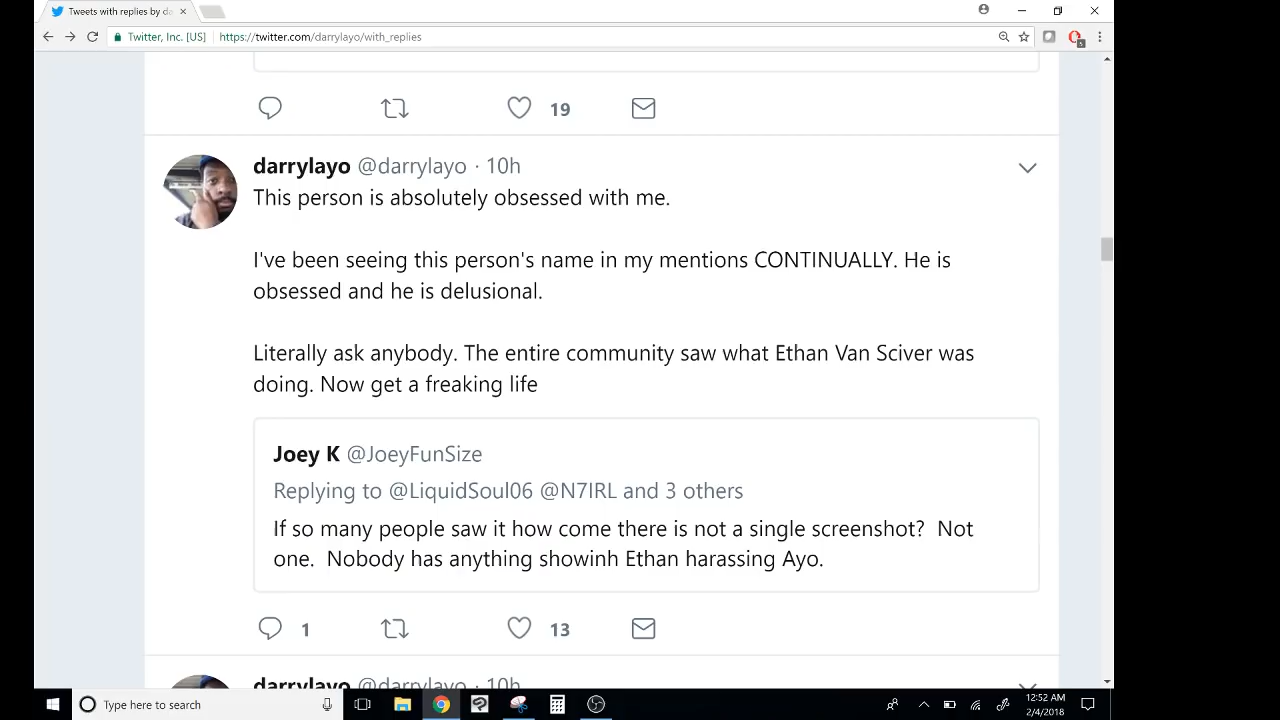 Tweets with replies by da
Twitter, Inc. [US]
https://twitter.com/darrylayo/with_replies
5
19
darrylayo @darrylayo · 10h
This person is absolutely obsessed with me.
I've been seeing this person's name in my mentions CONTINUALLY. He is
obsessed and he is delusional.
Literally ask anybody. The entire community saw what Ethan Van Sciver was
doing. Now get a freaking life
Joey K @JoeyFunSize
Replying to @LiquidSoul06 @N7IRL and 3 others
If so many people saw it how come there is not a single screenshot?  Not
one.  Nobody has anything showinh Ethan harassing Ayo.
1
13
darrylayo @darrylayo · 10h
Type here to search
12:52 AM
2/4/2018